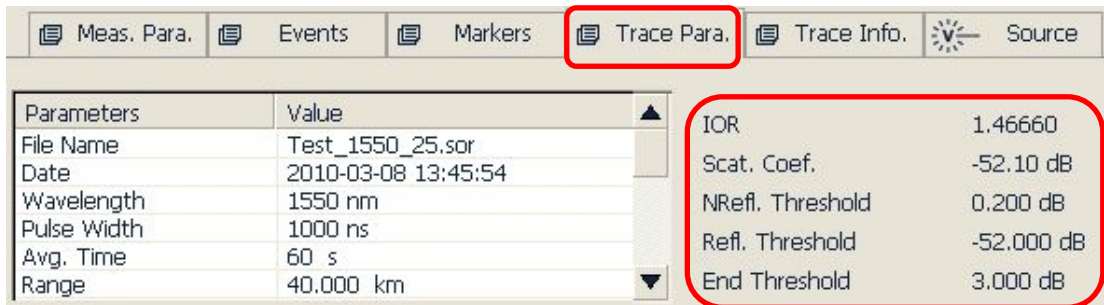 Meas. Para. Events Markers Trace Para. Trace Info. Source
Parameters Value
File Name Test_1550_25.sor
Date 2010-03-08 13:45:54
Wavelength 1550 nm
Pulse Width 1000 ns
Avg. Time 60 s
Range 40.000 km
IOR 1.46660
Scat. Coef. -52.10 dB
NRefl. Threshold 0.200 dB
Refl. Threshold -52.000 dB
End Threshold 3.000 dB